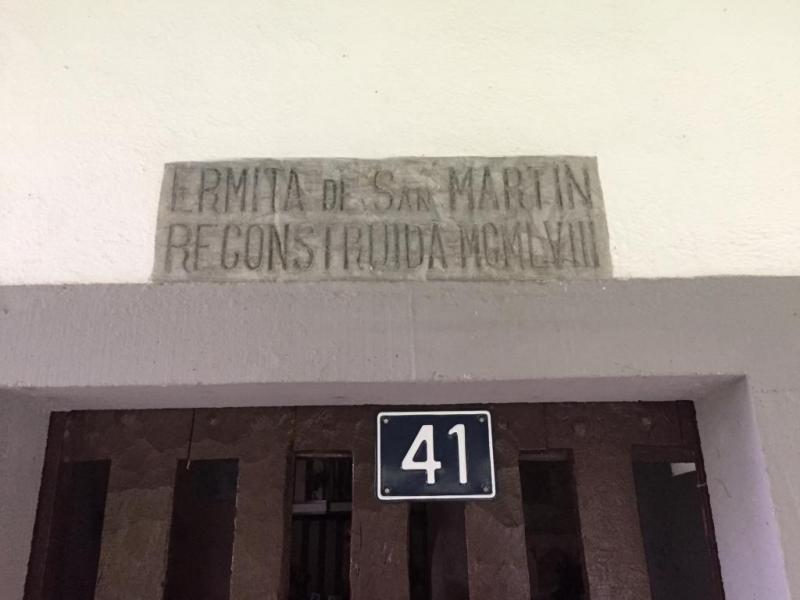 ERMITA DE SAN MARTIN
RECONSTRUIDA MCMLVIII
41